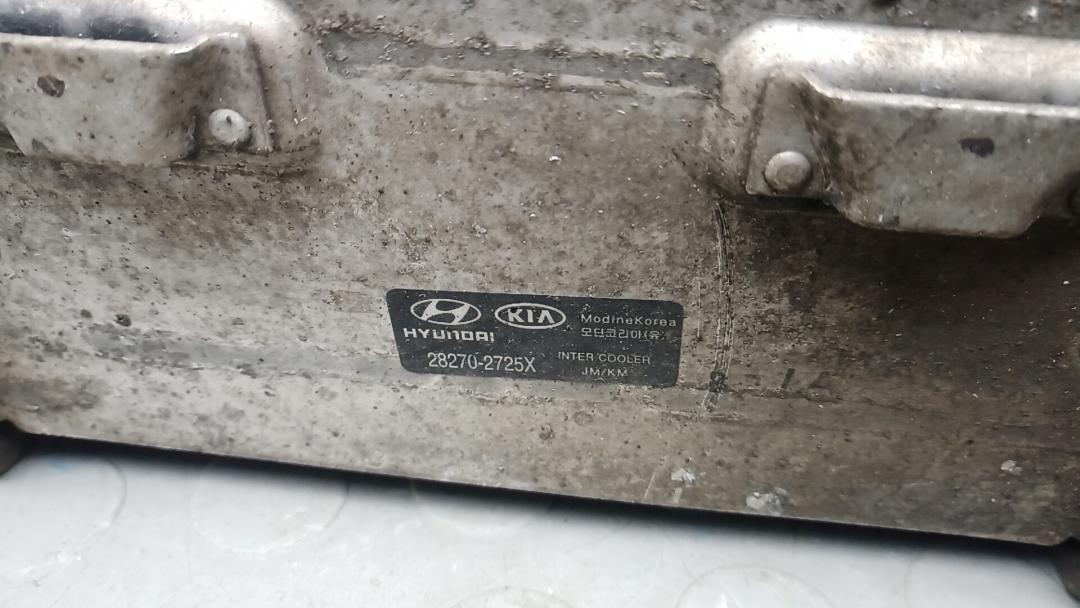 HYUNDAI
KIA
ModineKorea
모딘코리아(유)
28270-2725X
INTER COOLER
JM/KM